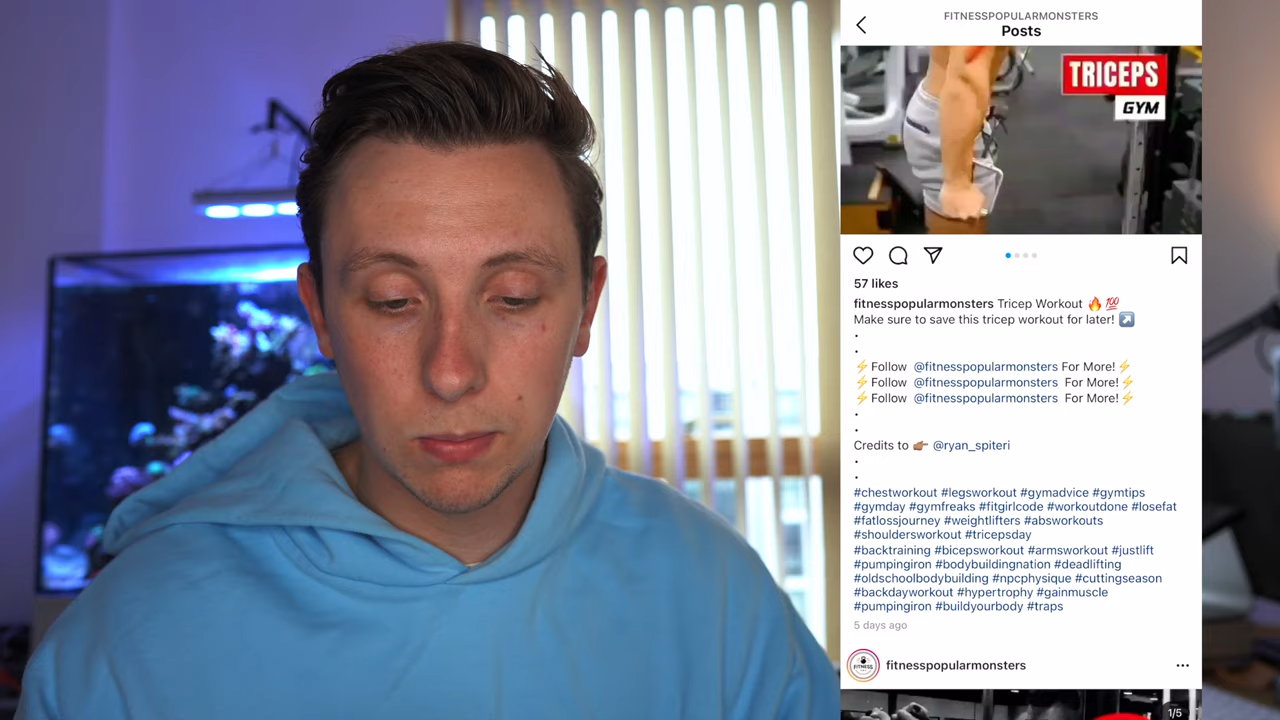 FITNESSPOPULARMONSTERS
Posts
TRICEPS
GYM
57 likes
fitnesspopularmonsters Tricep Workout 🔥💯
Make sure to save this tricep workout for later! ↗️
•
•
⚡Follow @fitnesspopularmonsters For More!⚡
⚡Follow @fitnesspopularmonsters For More!⚡
⚡Follow @fitnesspopularmonsters For More!⚡
•
•
Credits to 👉🏽 @ryan_spiteri
•
•
#chestworkout #legsworkout #gymadvice #gymtips
#gymday #gymfreaks #fitgirlcode #workoutdone #losefat
#fatlossjourney #weightlifters #absworkouts
#shouldersworkout #tricepsday
#backtraining #bicepsworkout #armsworkout #justlift
#pumpingiron #bodybuildingnation #deadlifting
#oldschoolbodybuilding #npcphysique #cuttingseason
#backdayworkout #hypertrophy #gainmuscle
#pumpingiron #buildyourbody #traps
5 days ago
FITNESS
fitnesspopularmonsters
1/5